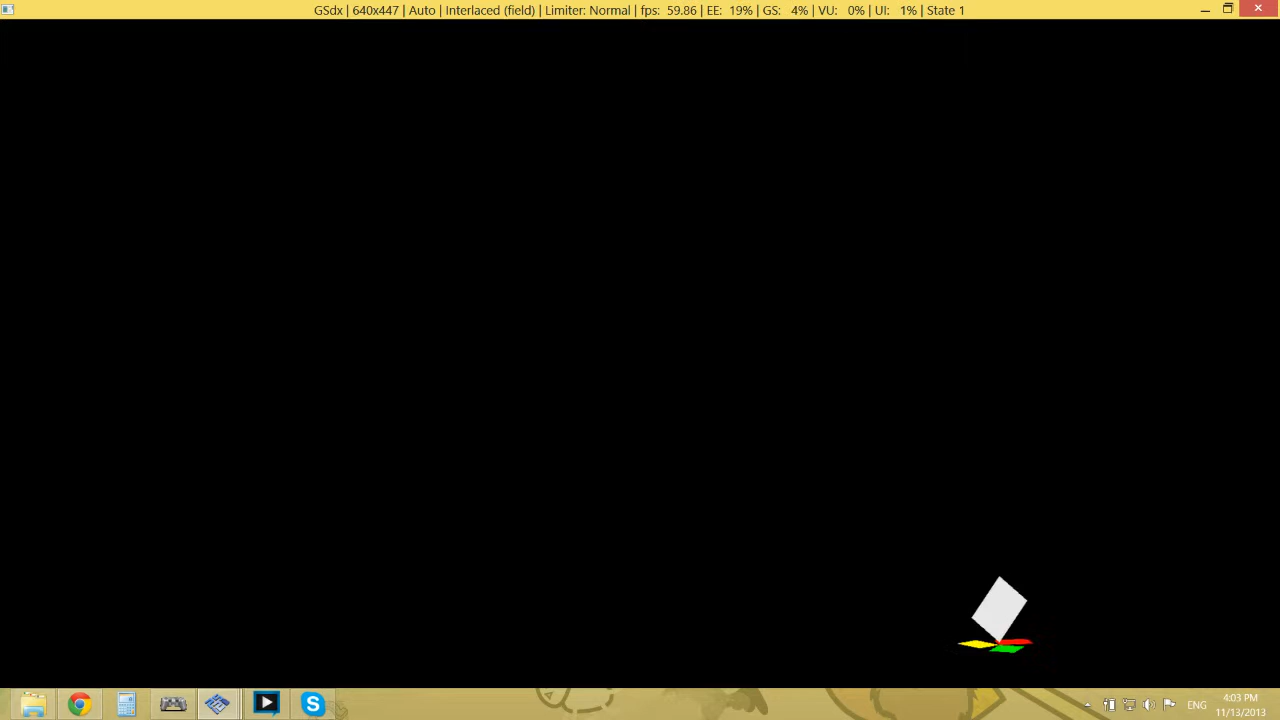 GSdx | 640x447 | Auto | Interlaced (field) | Limiter: Normal | fps: 59.86 | EE: 19% | GS: 4% | VU: 0% | UI: 1% | State 1
ENG
4:03 PM
11/13/2013